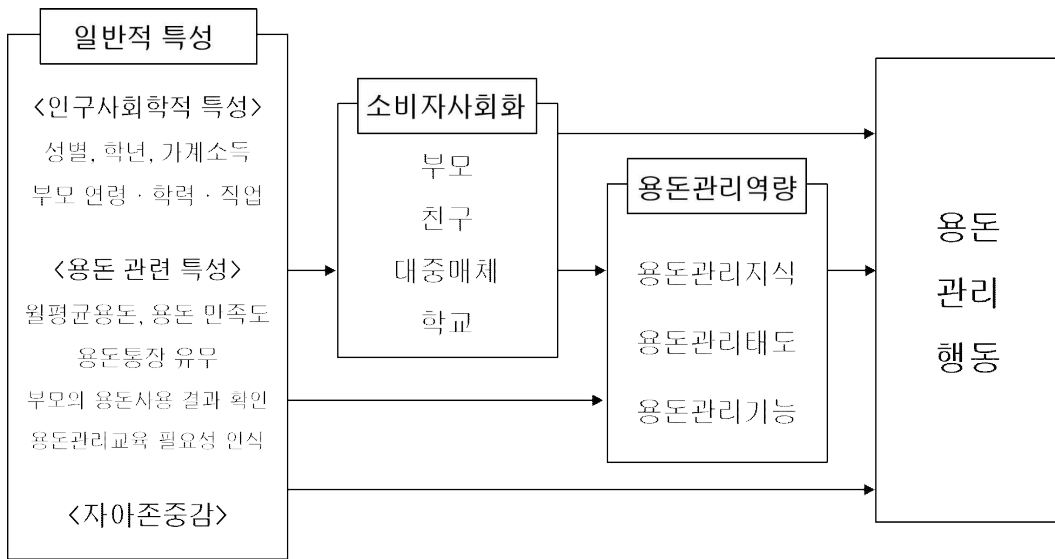 일반적 특성
<인구사회학적 특성>
성별, 학년, 가계소득
부모 연령 · 학력 · 직업
<용돈 관련 특성>
월평균용돈, 용돈 만족도
용돈통장 유무
부모의 용돈사용 결과 확인
용돈관리교육 필요성 인식
<자아존중감>
소비자사회화
부모
친구
대중매체
학교
용돈관리역량
용돈관리지식
용돈관리태도
용돈관리기능
용돈
관리
행동